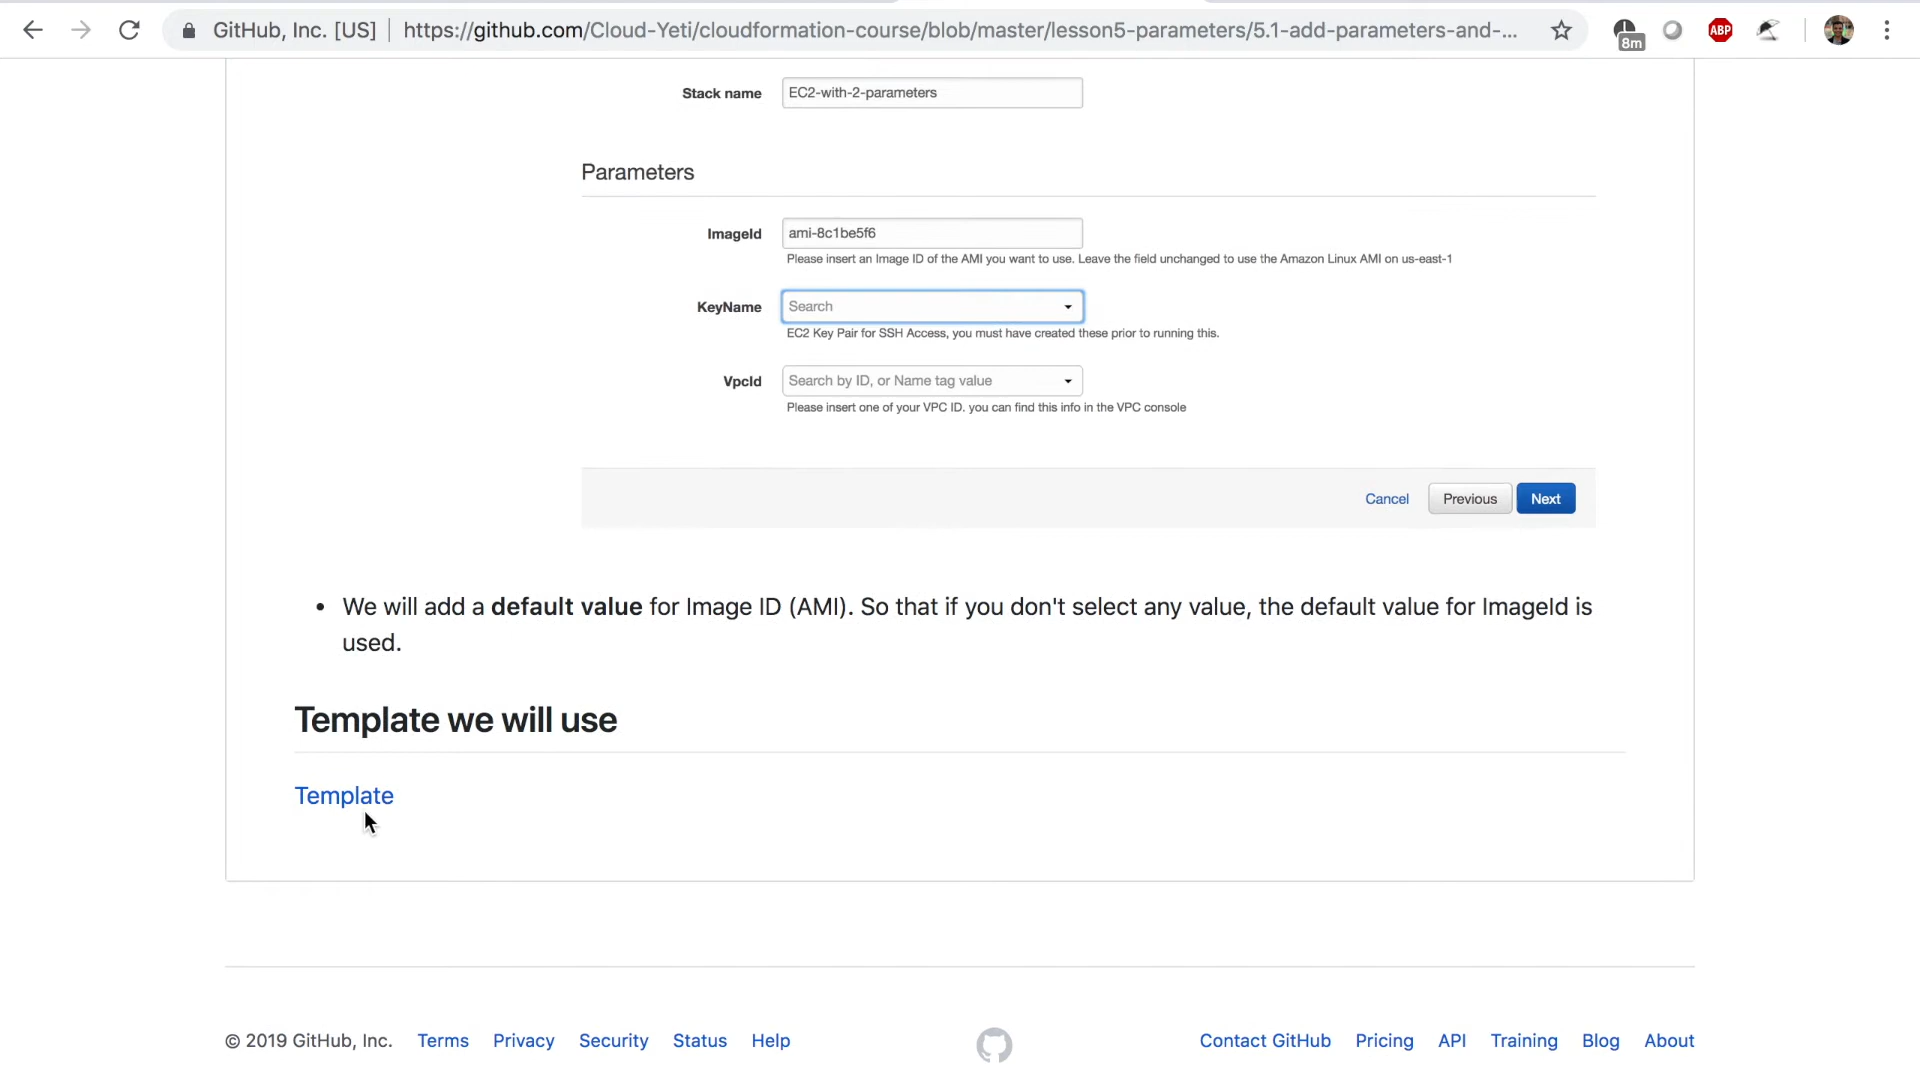 GitHub, Inc. [US] | https://github.com/Cloud-Yeti/cloudformation-course/blob/master/lesson5-parameters/5.1-add-parameters-and-...
8m
ABP
Stack name EC2-with-2-parameters
Parameters
ImageId ami-8c1be5f6
Please insert an Image ID of the AMI you want to use. Leave the field unchanged to use the Amazon Linux AMI on us-east-1
KeyName Search
EC2 Key Pair for SSH Access, you must have created these prior to running this.
VpcId Search by ID, or Name tag value
Please insert one of your VPC ID. you can find this info in the VPC console
Cancel Previous Next
• We will add a default value for Image ID (AMI). So that if you don't select any value, the default value for ImageId is
used.
Template we will use
Template
© 2019 GitHub, Inc. Terms Privacy Security Status Help Contact GitHub Pricing API Training Blog About